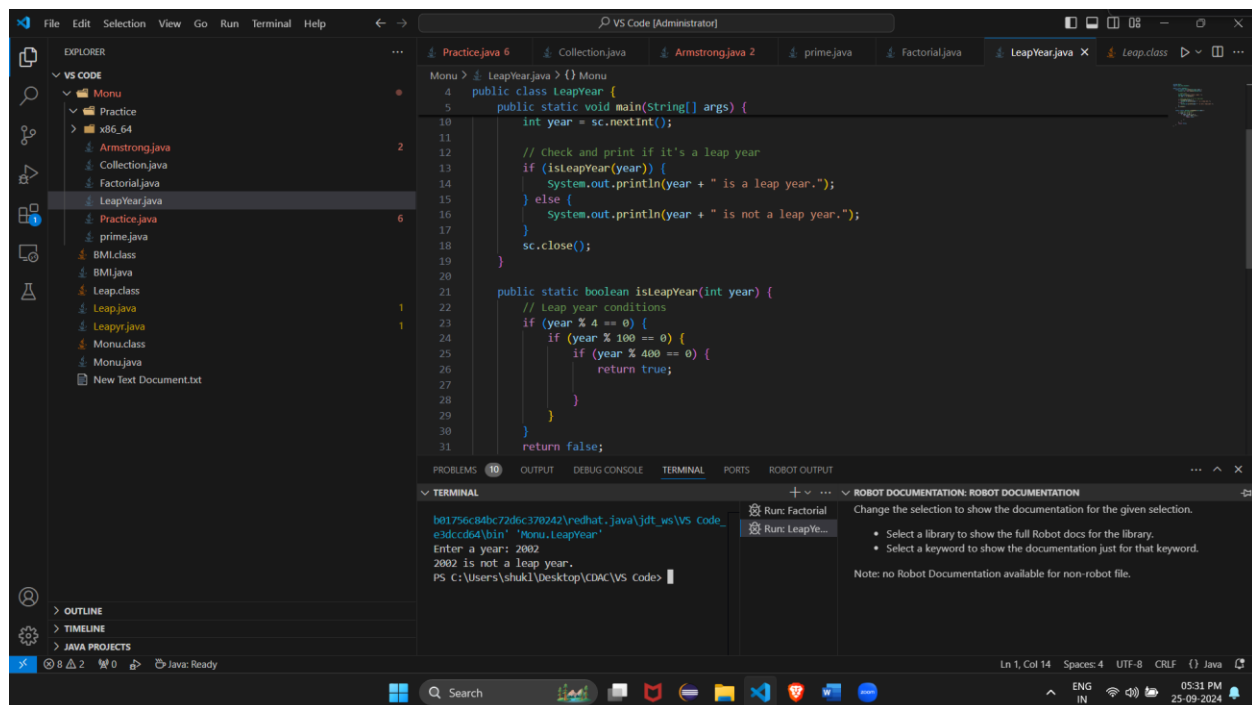 File Edit Selection View Go Run Terminal Help
VS Code [Administrator]
EXPLORER
VS CODE
Monu
Practice
x86_64
Armstrong.java 2
Collection.java
Factorial.java
LeapYear.java
Practice.java 6
prime.java
BMI.class
BMI.java
Leap.class
Leap.java 1
Leapyr.java 1
Monu.class
Monu.java
New Text Document.txt
OUTLINE
TIMELINE
JAVA PROJECTS
Practice.java 6 Collection.java Armstrong.java 2 prime.java Factorial.java LeapYear.java Leap.class
Monu > LeapYear.java > {} Monu
4 public class LeapYear {
5 public static void main(String[] args) {
10 int year = sc.nextInt();
11
12 // Check and print if it's a leap year
13 if (isLeapYear(year)) {
14 System.out.println(year + " is a leap year.");
15 } else {
16 System.out.println(year + " is not a leap year.");
17 }
18 sc.close();
19 }
20
21 public static boolean isLeapYear(int year) {
22 // Leap year conditions
23 if (year % 4 == 0) {
24 if (year % 100 == 0) {
25 if (year % 400 == 0) {
26 return true;
27
28 }
29 }
30 }
31 return false;
PROBLEMS 10 OUTPUT DEBUG CONSOLE TERMINAL PORTS ROBOT OUTPUT
TERMINAL
b01756c84bc72d6c370242\redhat.java\jdt_ws\VS Code_
e3dccd64\bin' 'Monu.LeapYear'
Enter a year: 2002
2002 is not a leap year.
PS C:\Users\shukl\Desktop\CDAC\VS Code>
Run: Factorial
Run: LeapYe...
ROBOT DOCUMENTATION: ROBOT DOCUMENTATION
Change the selection to show the documentation for the given selection.
• Select a library to show the full Robot docs for the library.
• Select a keyword to show the documentation just for that keyword.
Note: no Robot Documentation available for non-robot file.
8 2 0 Java: Ready
Ln 1, Col 14 Spaces: 4 UTF-8 CRLF {} Java
Search
zoom
ENG
IN
05:31 PM
25-09-2024